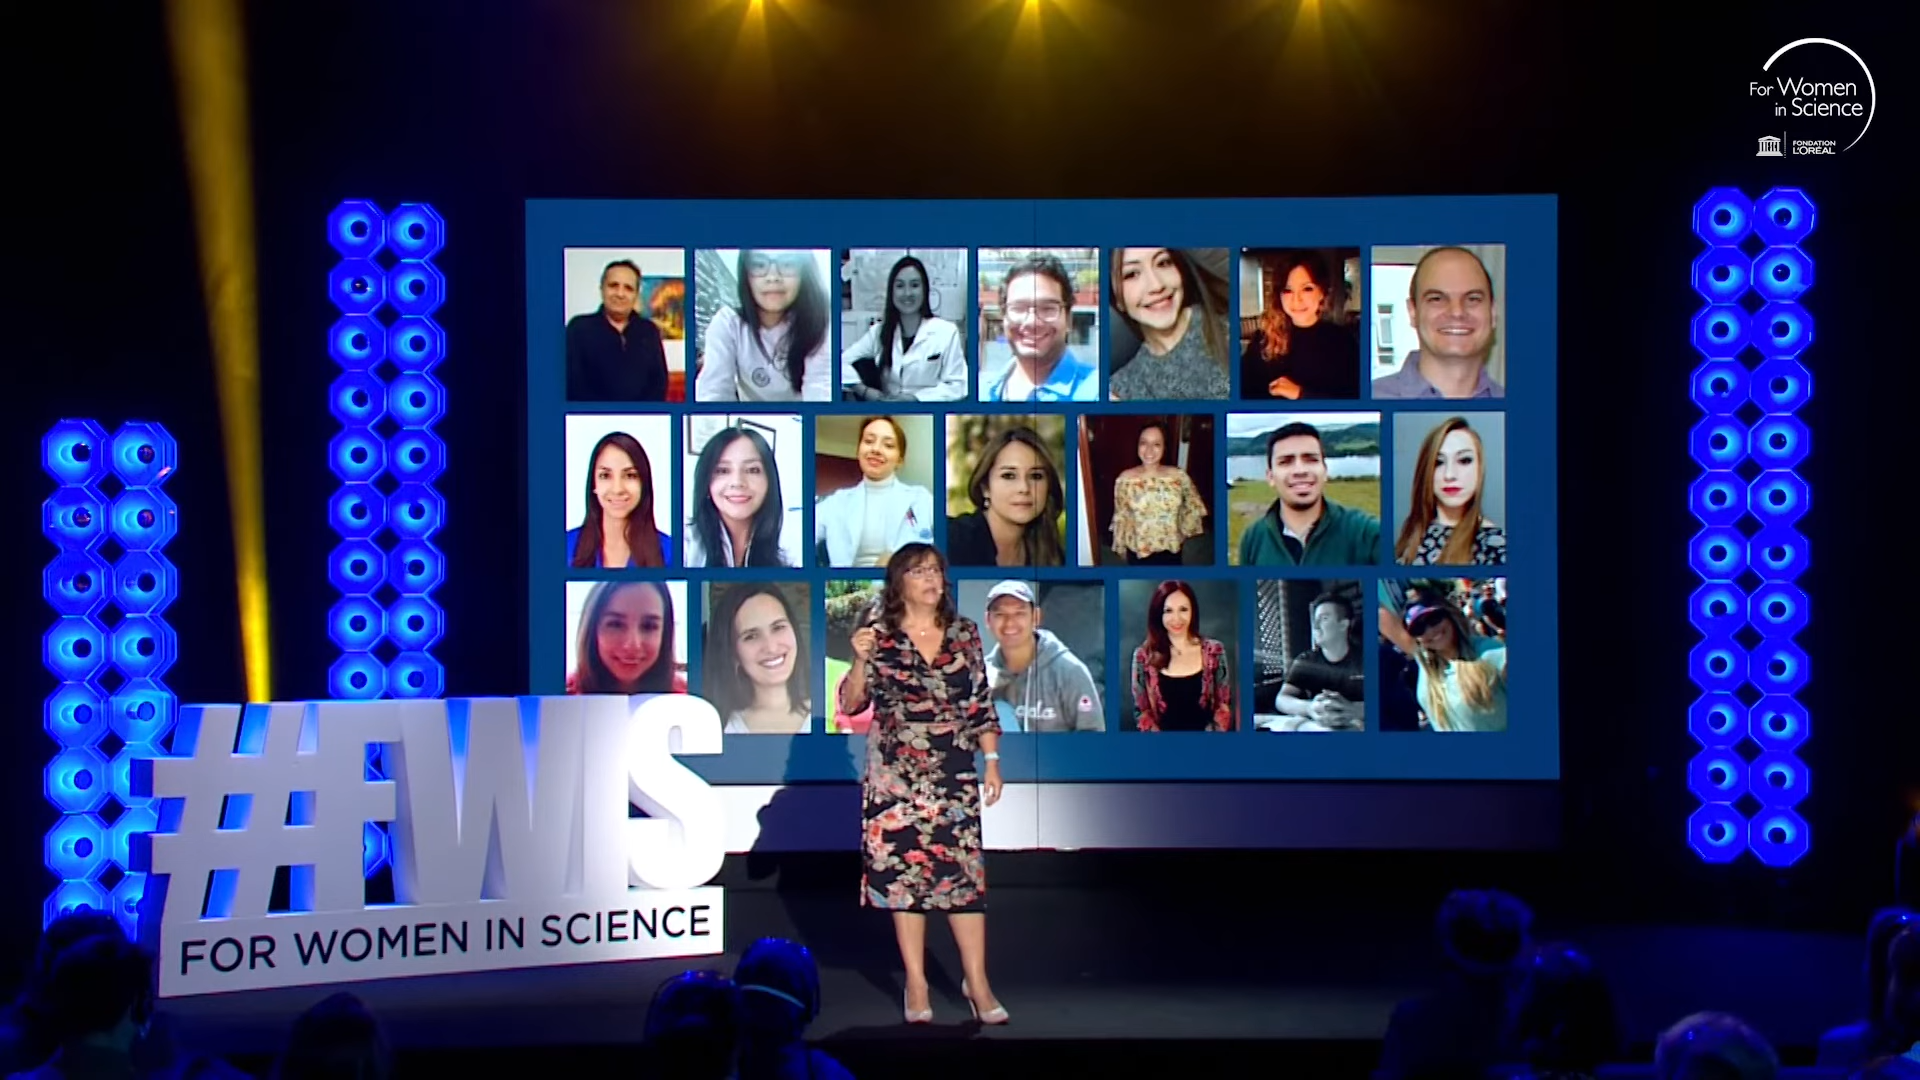 For Women
in Science
FONDATION
L'ORÉAL
#FWIS
FOR WOMEN IN SCIENCE